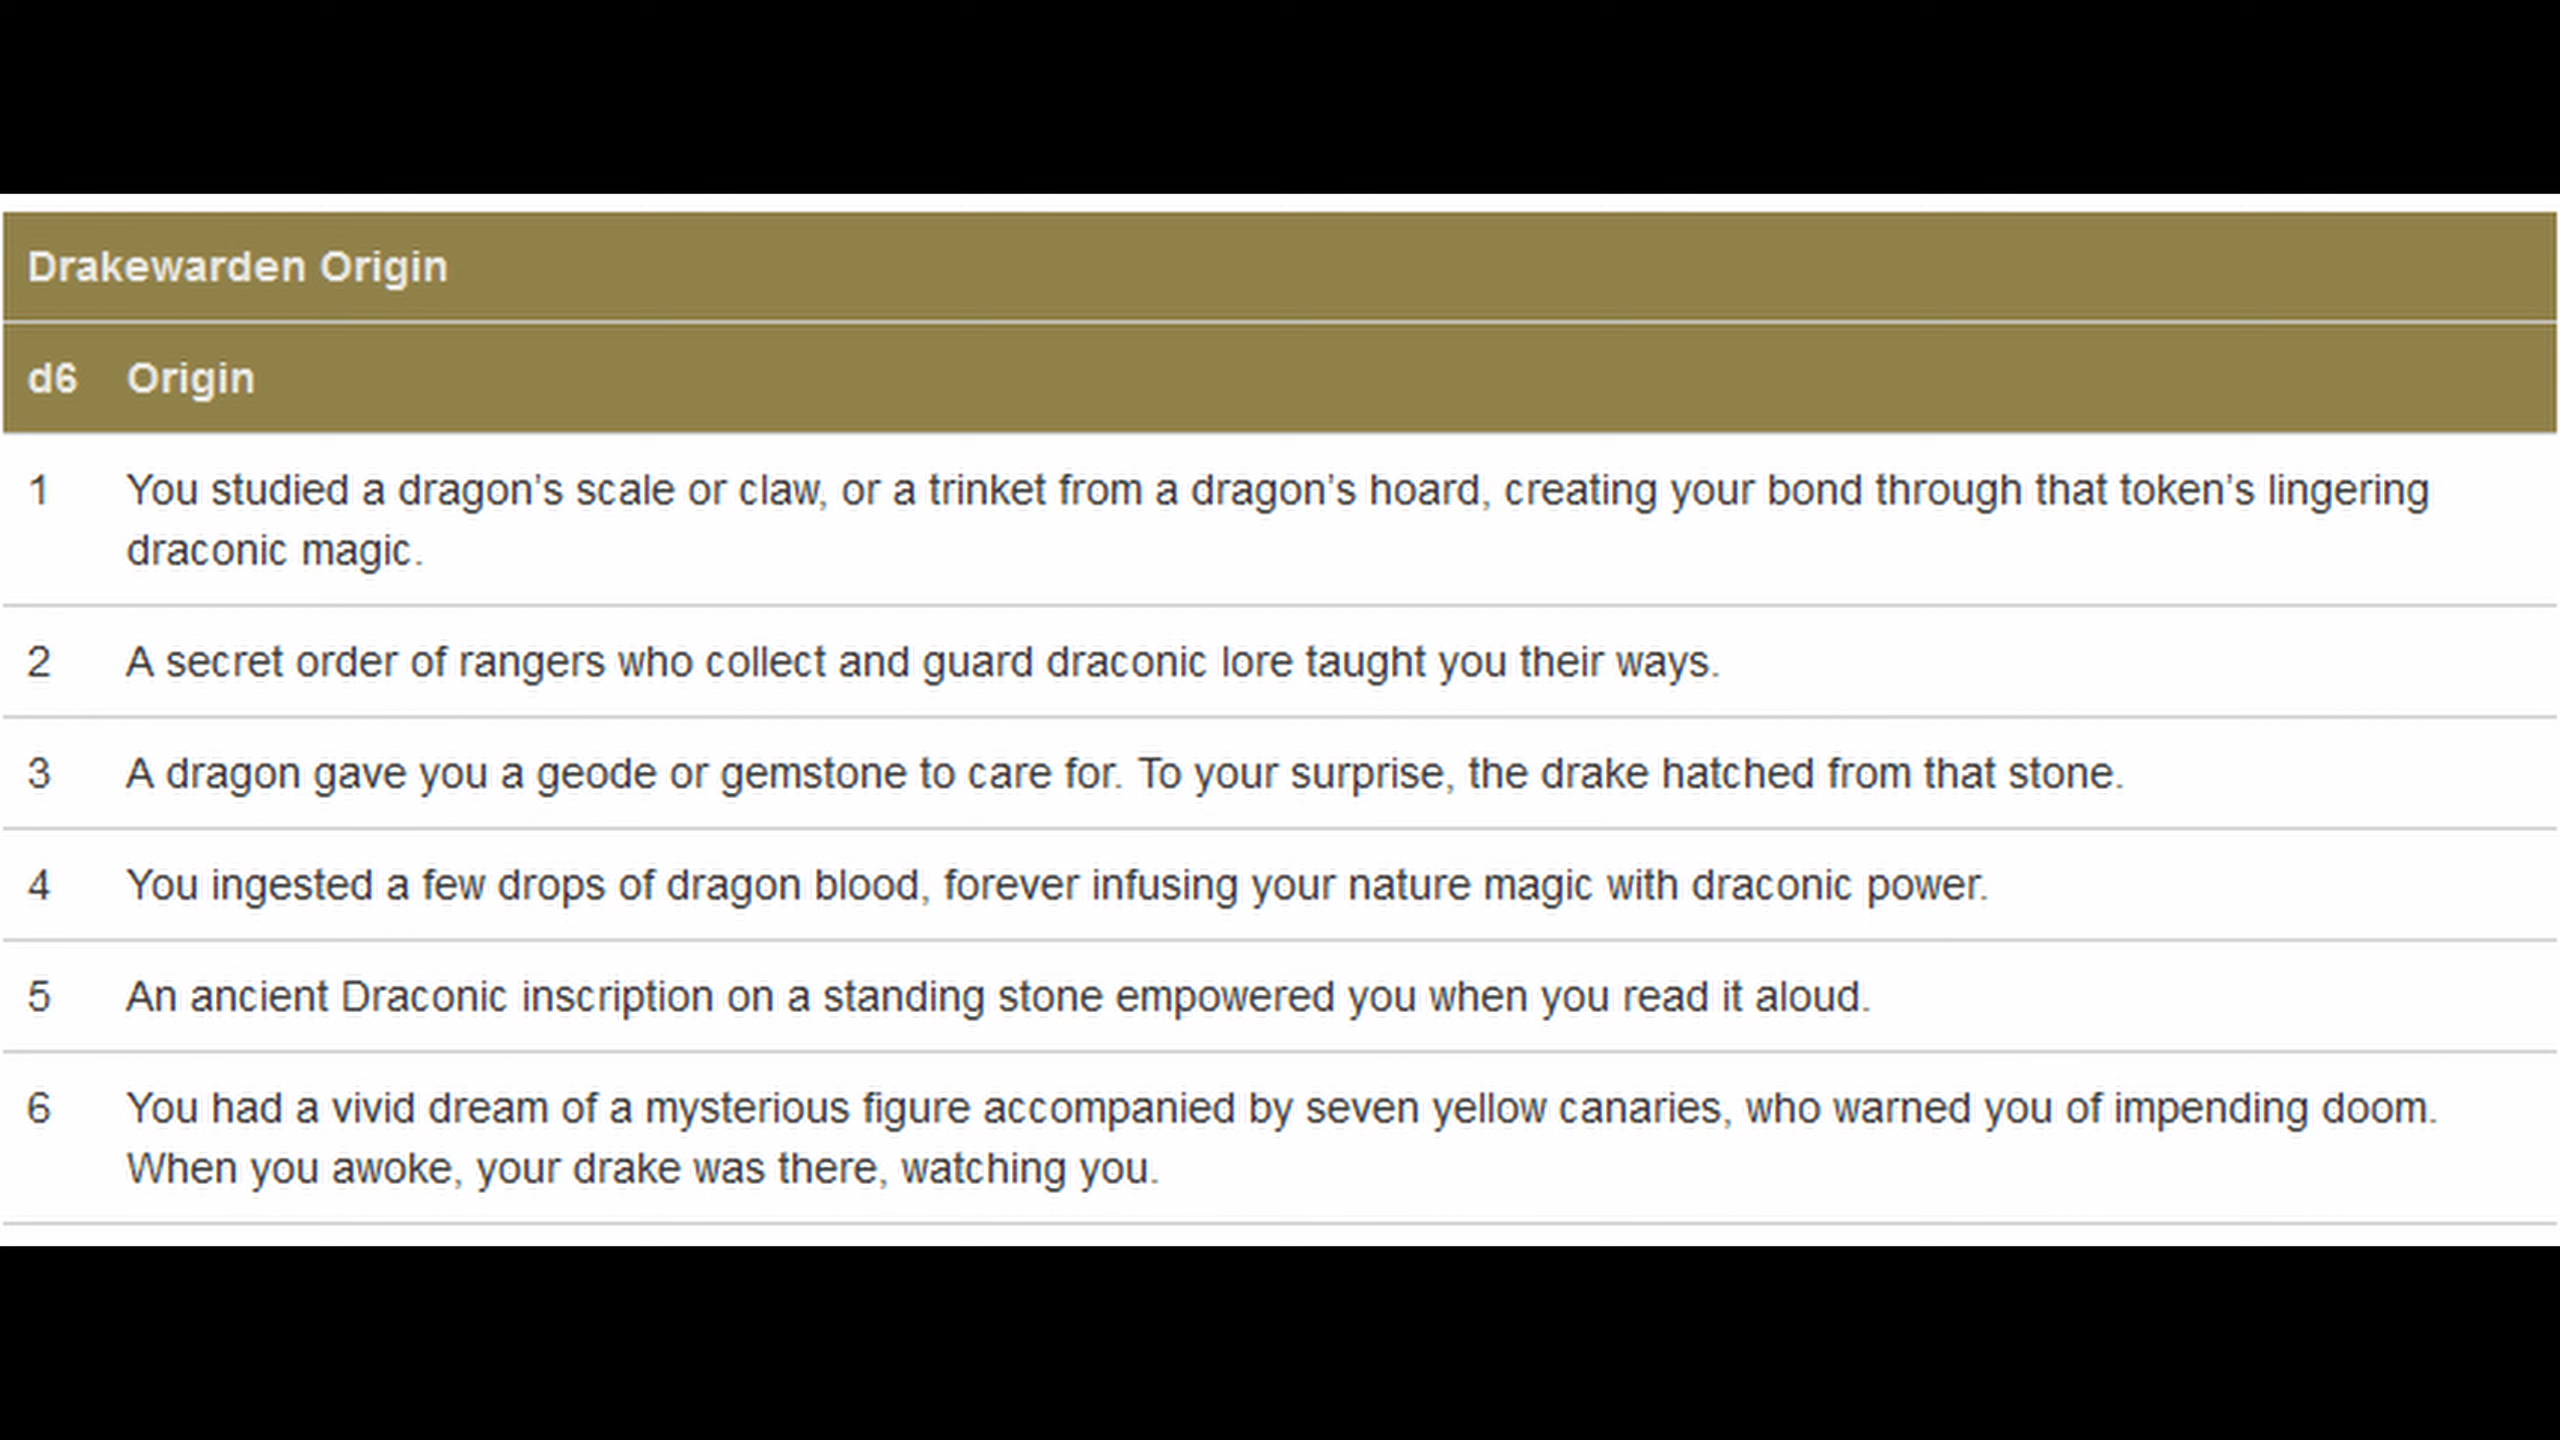 Drakewarden Origin
d6 Origin
1 You studied a dragon’s scale or claw, or a trinket from a dragon’s hoard, creating your bond through that token’s lingering
draconic magic.
2 A secret order of rangers who collect and guard draconic lore taught you their ways.
3 A dragon gave you a geode or gemstone to care for. To your surprise, the drake hatched from that stone.
4 You ingested a few drops of dragon blood, forever infusing your nature magic with draconic power.
5 An ancient Draconic inscription on a standing stone empowered you when you read it aloud.
6 You had a vivid dream of a mysterious figure accompanied by seven yellow canaries, who warned you of impending doom.
When you awoke, your drake was there, watching you.